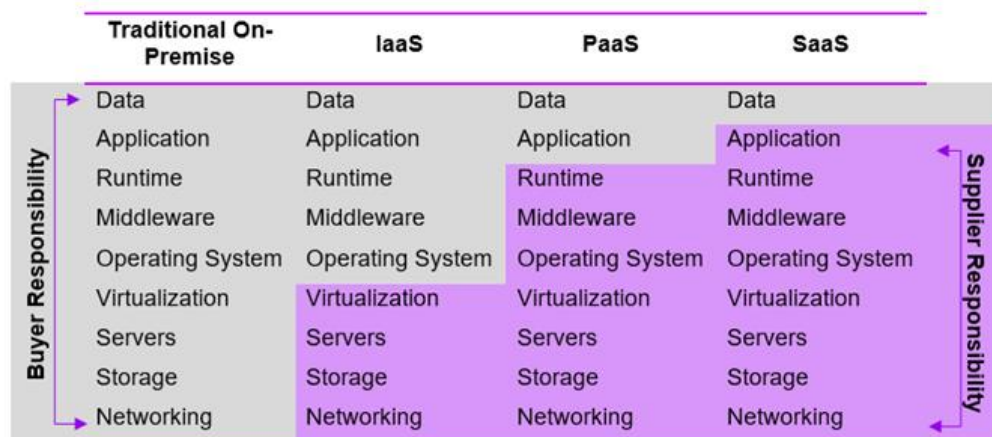 Traditional On-
Premise
IaaS
PaaS
SaaS
Buyer Responsibility
Data
Data
Data
Data
Application
Application
Application
Application
Runtime
Runtime
Runtime
Runtime
Middleware
Middleware
Middleware
Middleware
Operating System
Operating System
Operating System
Operating System
Virtualization
Virtualization
Virtualization
Virtualization
Servers
Servers
Servers
Servers
Storage
Storage
Storage
Storage
Networking
Networking
Networking
Networking
Supplier Responsibility